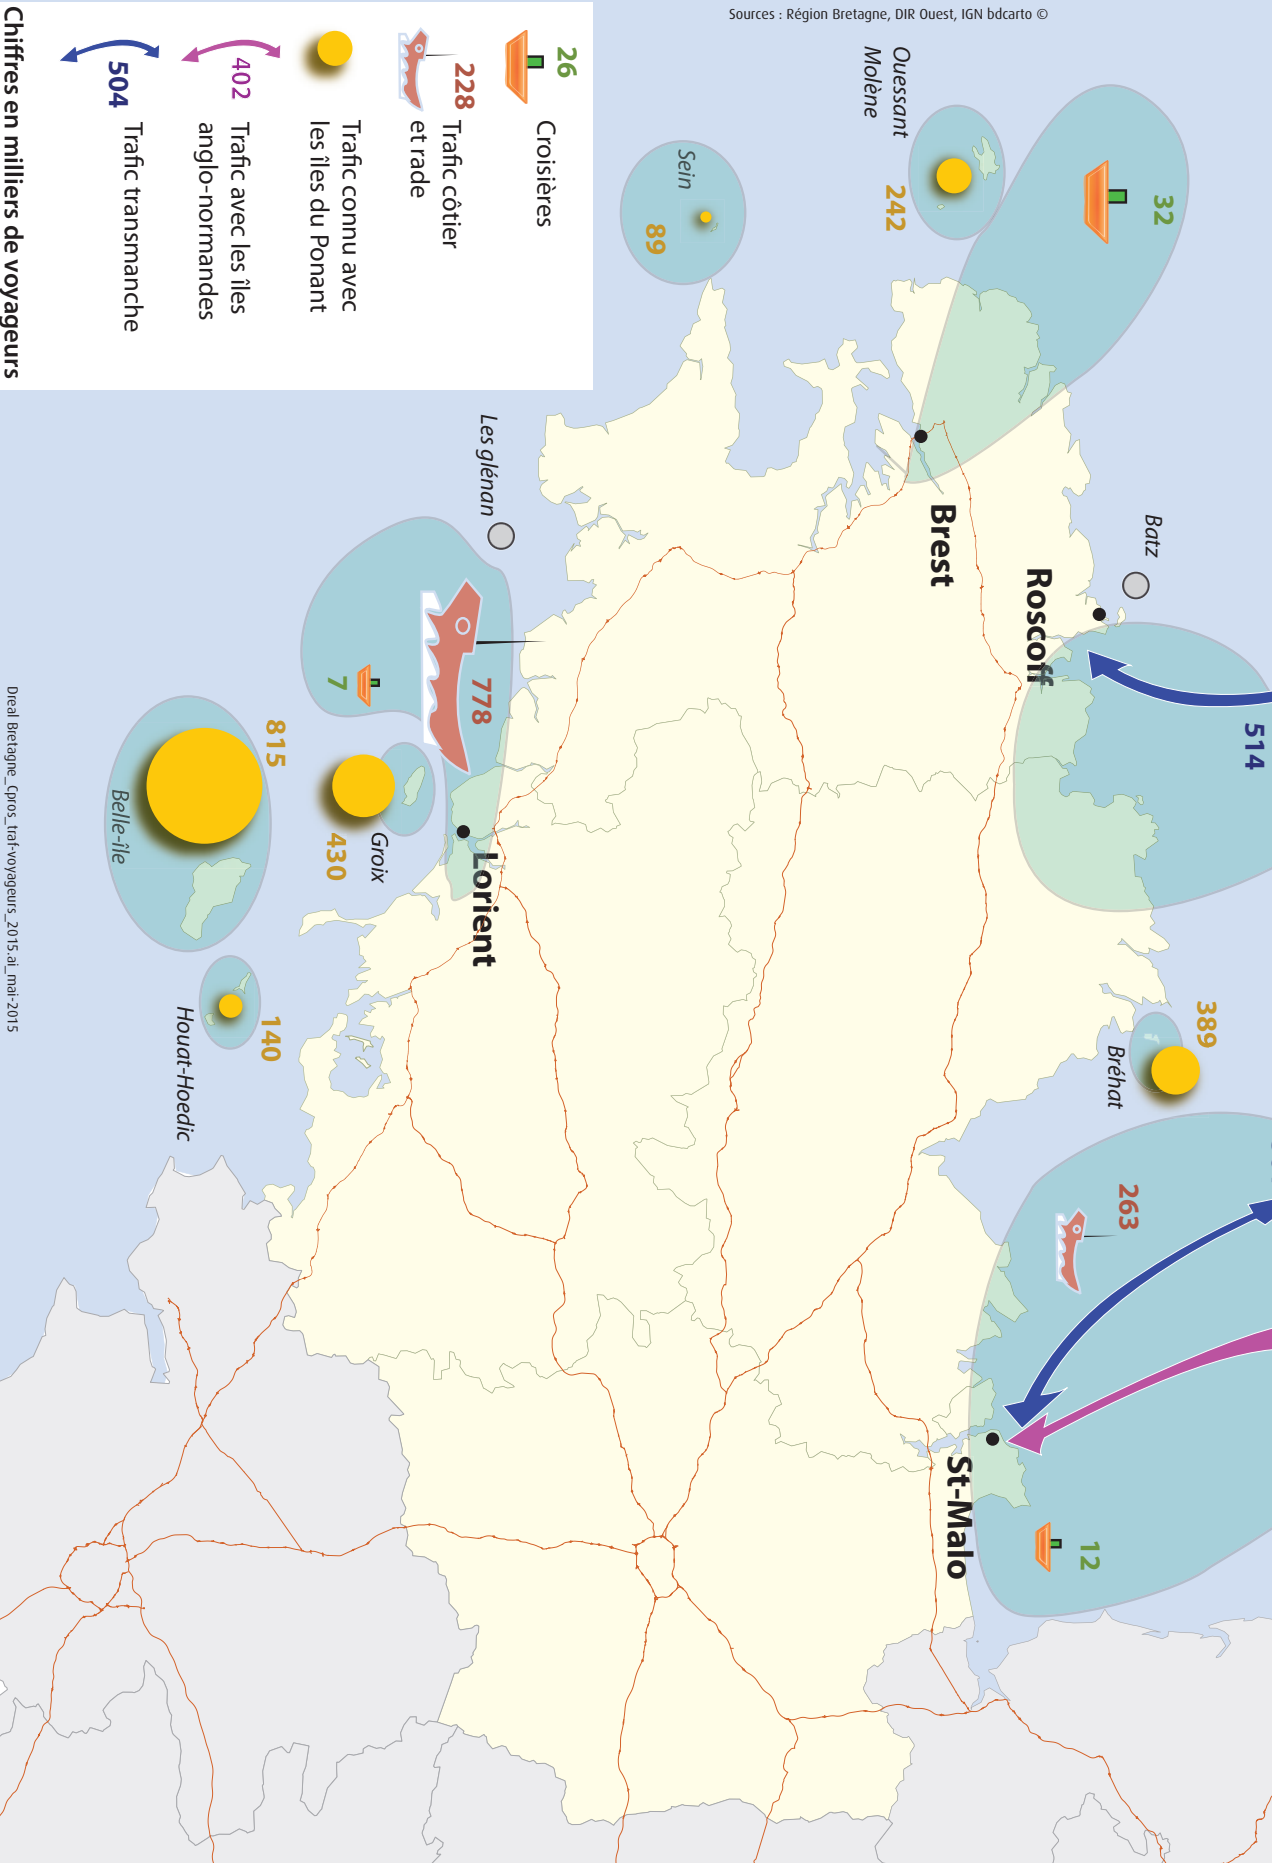 Sources : Région Bretagne, DIR Ouest, IGN bdcarto ©
514
389
32
Batz
Ouessant
Molène
242
Roscoff
Bréhat
263
12
Brest
St-Malo
Sein
89
26
Croisières
228
Trafic côtier
et rade
Trafic connu avec
les îles du Ponant
402
Trafic avec les îles
anglo-normandes
504
Trafic transmanche
Chiffres en milliers de voyageurs
Les glénan
778
7
Lorient
Groix
430
815
Belle-île
140
Houat-Hoedic
Dreal Bretagne_Cpros_traf-voyageurs_2015.ai_mai-2015